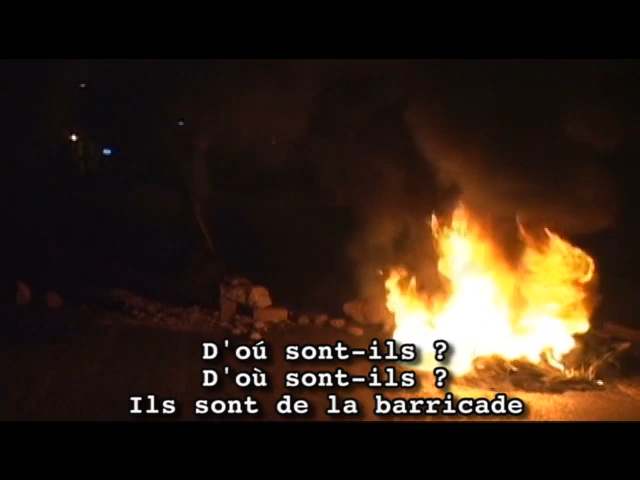 D'oú sont-ils ?
D'où sont-ils ?
Ils sont de la barricade